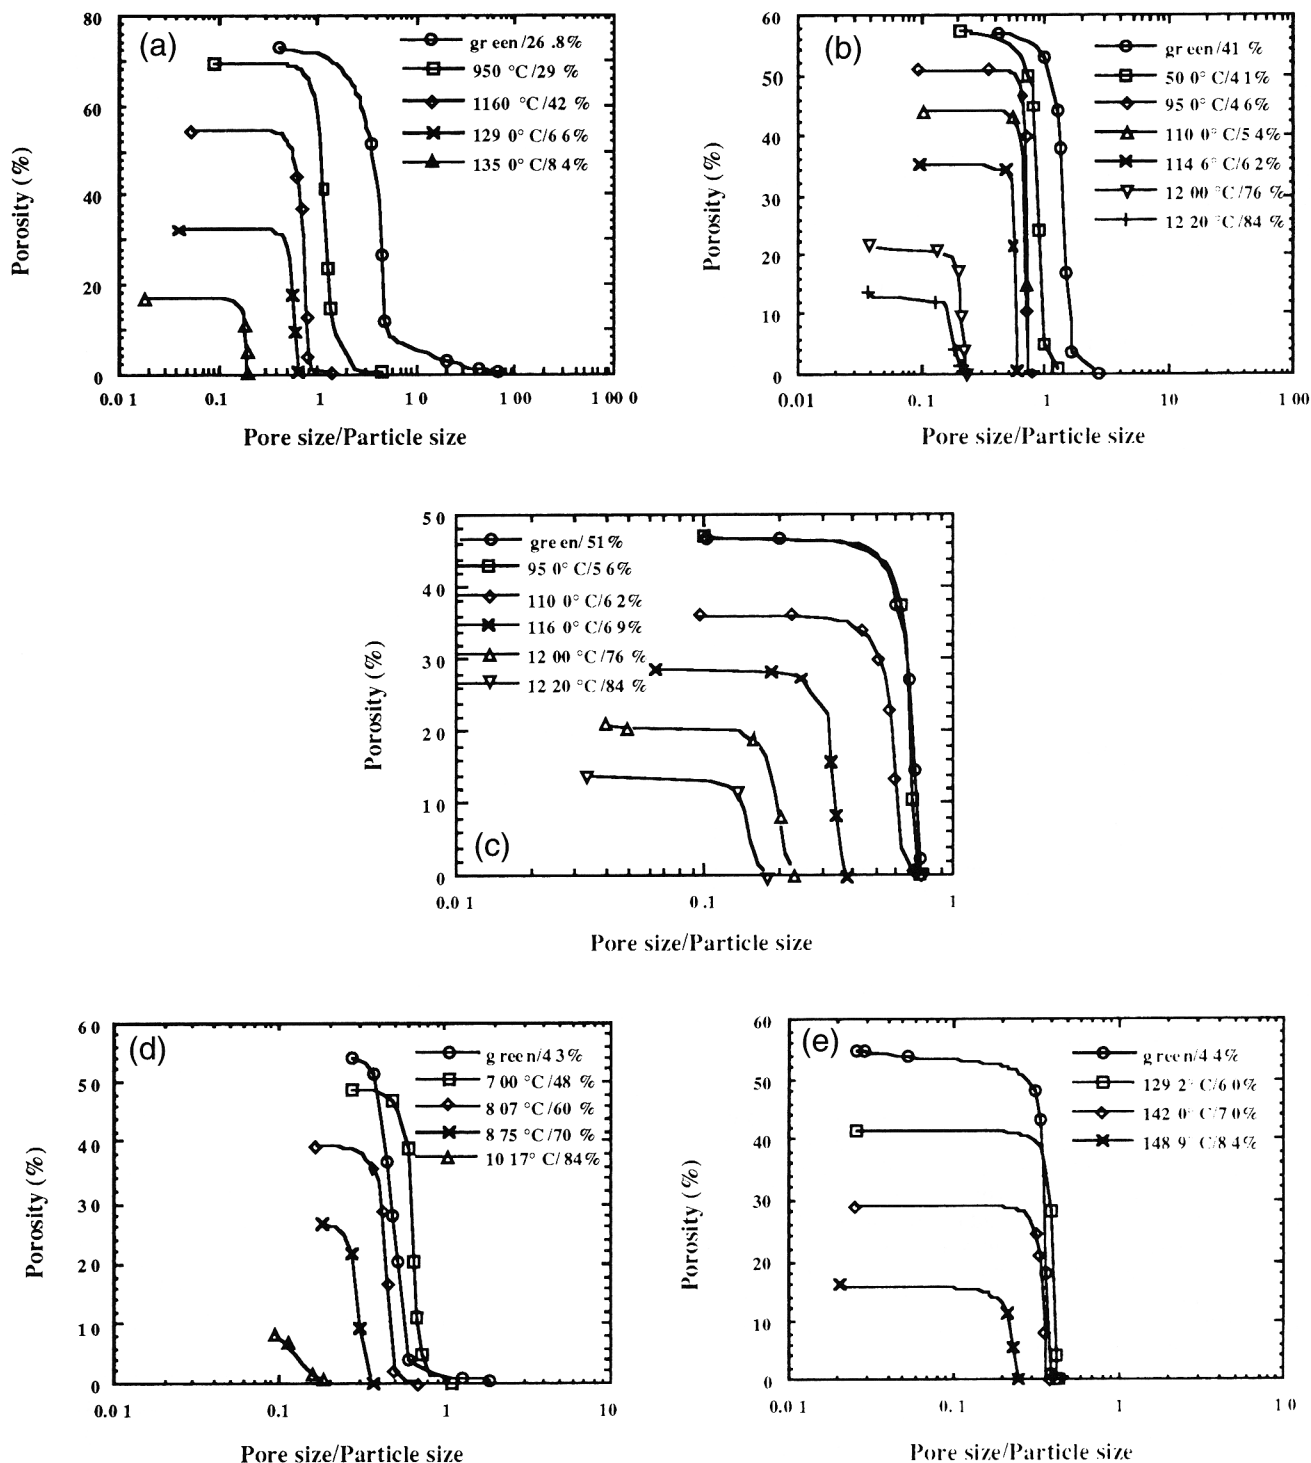 (a)
80
60
40
20
0
Porosity (%)
green/26.8%
950 °C/29 %
1160 °C/42 %
1290°C/66%
1350°C/84%
0.01
0.1
1
10
100
1000
Pore size/Particle size
(b)
60
50
40
30
20
10
0
Porosity (%)
green/41 %
500°C/41%
950°C/46%
1100°C/54%
1146°C/62%
1200 °C/76 %
1220 °C/84 %
0.01
0.1
1
10
100
Pore size/Particle size
(c)
50
40
30
20
10
0
Porosity (%)
green/51%
950°C/56%
1100°C/62%
1160°C/69%
1200 °C/76 %
1220 °C/84 %
0.01
0.1
1
Pore size/Particle size
(d)
60
50
40
30
20
10
0
Porosity (%)
green/43%
700 °C/48 %
807 °C/60 %
875 °C/70 %
1017°C/84%
0.01
0.1
1
10
Pore size/Particle size
(e)
60
50
40
30
20
10
0
Porosity (%)
green/44%
1292°C/60%
1420°C/70%
1489°C/84%
0.01
0.1
1
10
Pore size/Particle size